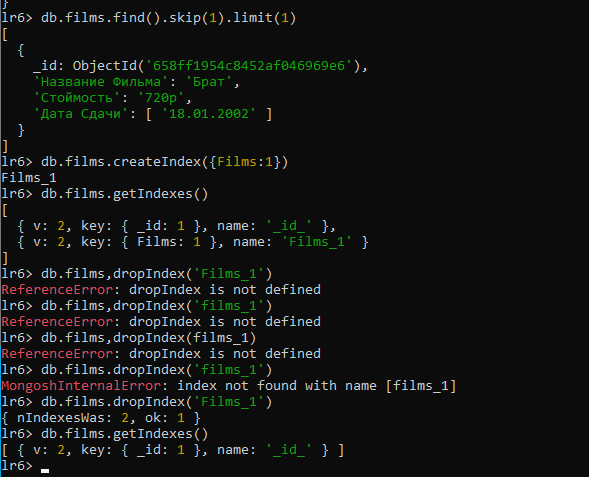 }
lr6> db.films.find().skip(1).limit(1)
[
  {
    _id: ObjectId('658ff1954c8452af046969e6'),
    'Название Фильма': 'Брат',
    'Стоймость': '720р',
    'Дата Сдачи': [ '18.01.2002' ]
  }
]
lr6> db.films.createIndex({Films:1})
Films_1
lr6> db.films.getIndexes()
[
  { v: 2, key: { _id: 1 }, name: '_id_' },
  { v: 2, key: { Films: 1 }, name: 'Films_1' }
]
lr6> db.films,dropIndex('Films_1')
ReferenceError: dropIndex is not defined
lr6> db.films,dropIndex('films_1')
ReferenceError: dropIndex is not defined
lr6> db.films,dropIndex(films_1)
ReferenceError: dropIndex is not defined
lr6> db.films.dropIndex('films_1')
MongoshInternalError: index not found with name [films_1]
lr6> db.films.dropIndex('Films_1')
{ nIndexesWas: 2, ok: 1 }
lr6> db.films.getIndexes()
[ { v: 2, key: { _id: 1 }, name: '_id_' } ]
lr6>